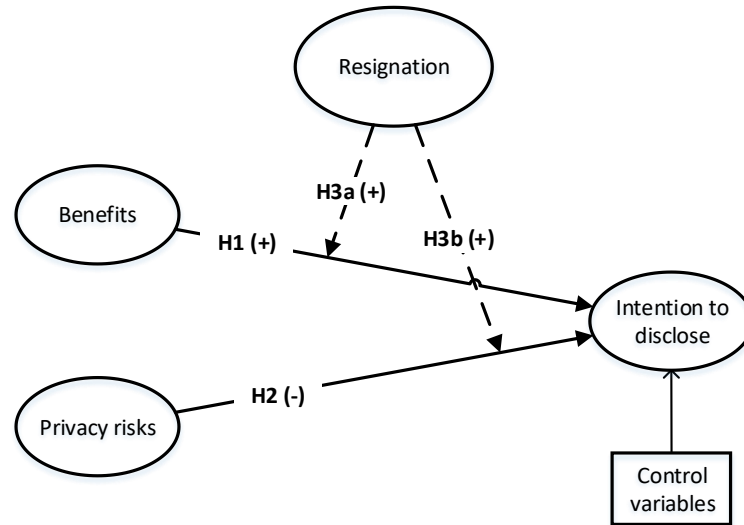 Resignation
H3a (+)
Benefits
H1 (+)
H3b (+)
Intention to
disclose
H2 (-)
Privacy risks
Control
variables